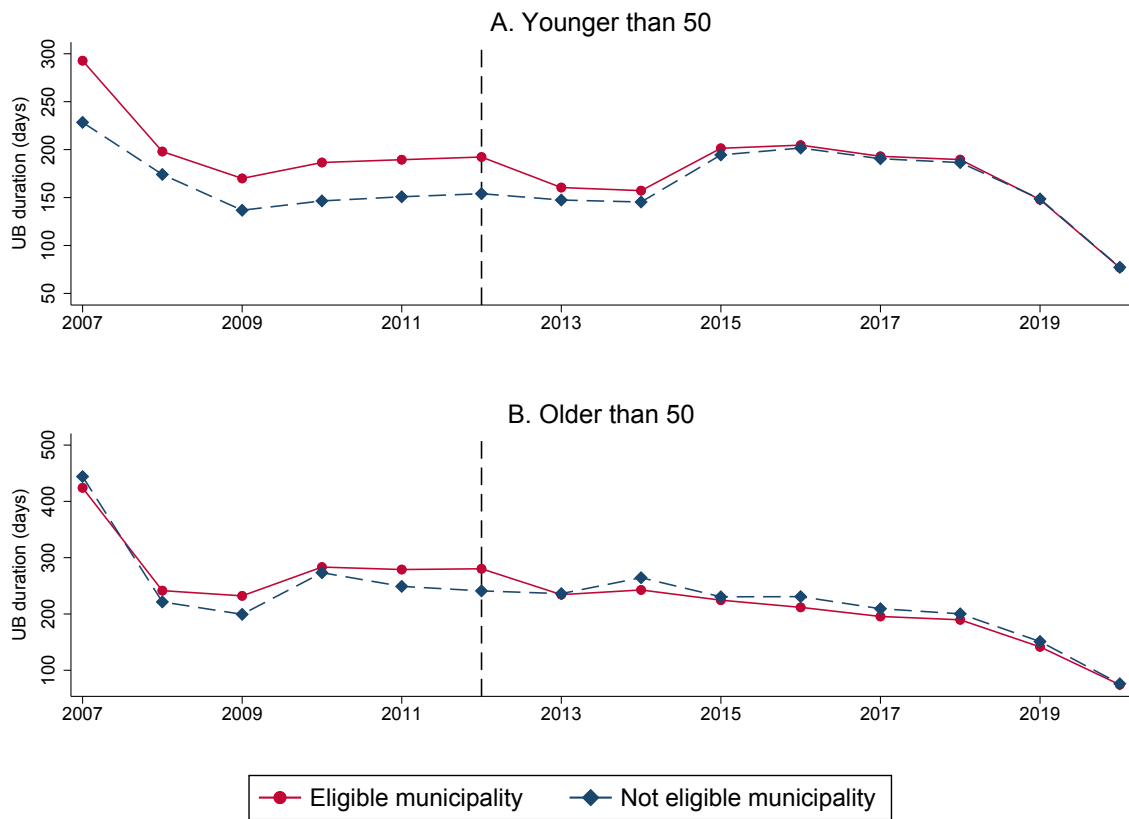 A. Younger than 50
UB duration (days)
300
250
200
150
100
50
2007 2009 2011 2013 2015 2017 2019
B. Older than 50
UB duration (days)
500
400
300
200
100
2007 2009 2011 2013 2015 2017 2019
Eligible municipality Not eligible municipality